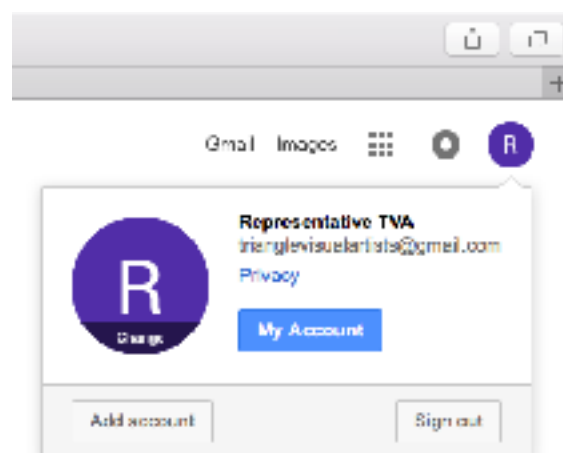 Gmail Images R
Representative TVA
trianglevisualartists@gmail.com
Privacy
R
Change
My Account
Add account Sign out